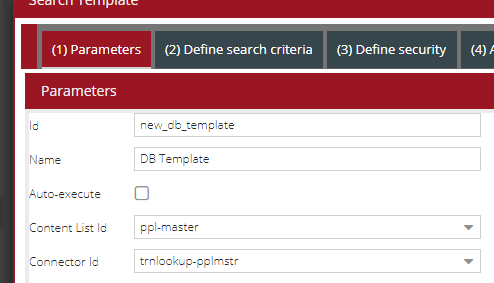 Search Template
(1) Parameters (2) Define search criteria (3) Define security (4) A
Parameters
Id new_db_template
Name DB Template
Auto-execute
Content List Id ppl-master
Connector Id trnlookup-pplmstr